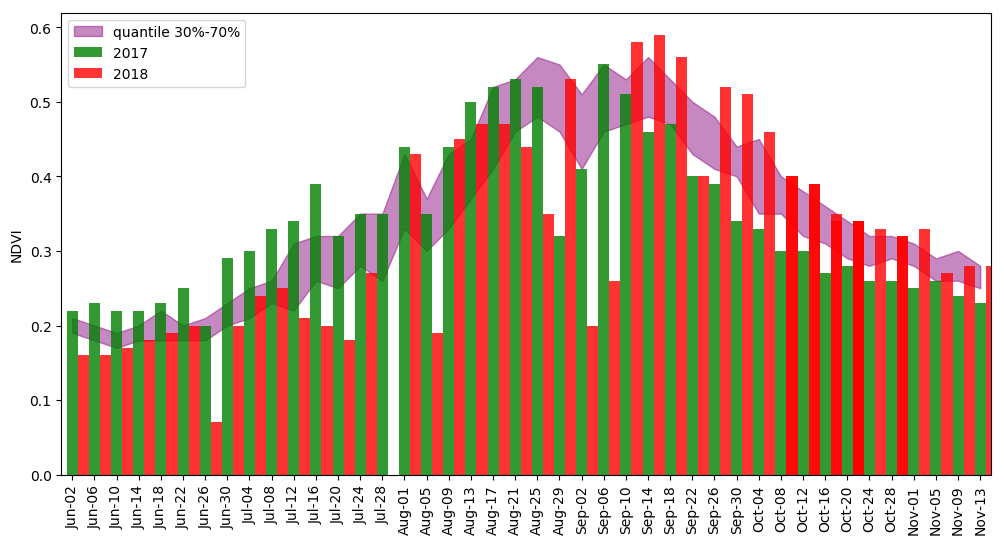 0.6
0.5
0.4
0.3
0.2
0.1
0.0
NDVI
quantile 30%-70%
2017
2018
Jun-02
Jun-06
Jun-10
Jun-14
Jun-18
Jun-22
Jun-26
Jun-30
Jul-04
Jul-08
Jul-12
Jul-16
Jul-20
Jul-24
Jul-28
Aug-01
Aug-05
Aug-09
Aug-13
Aug-17
Aug-21
Aug-25
Aug-29
Sep-02
Sep-06
Sep-10
Sep-14
Sep-18
Sep-22
Sep-26
Sep-30
Oct-04
Oct-08
Oct-12
Oct-16
Oct-20
Oct-24
Oct-28
Nov-01
Nov-05
Nov-09
Nov-13